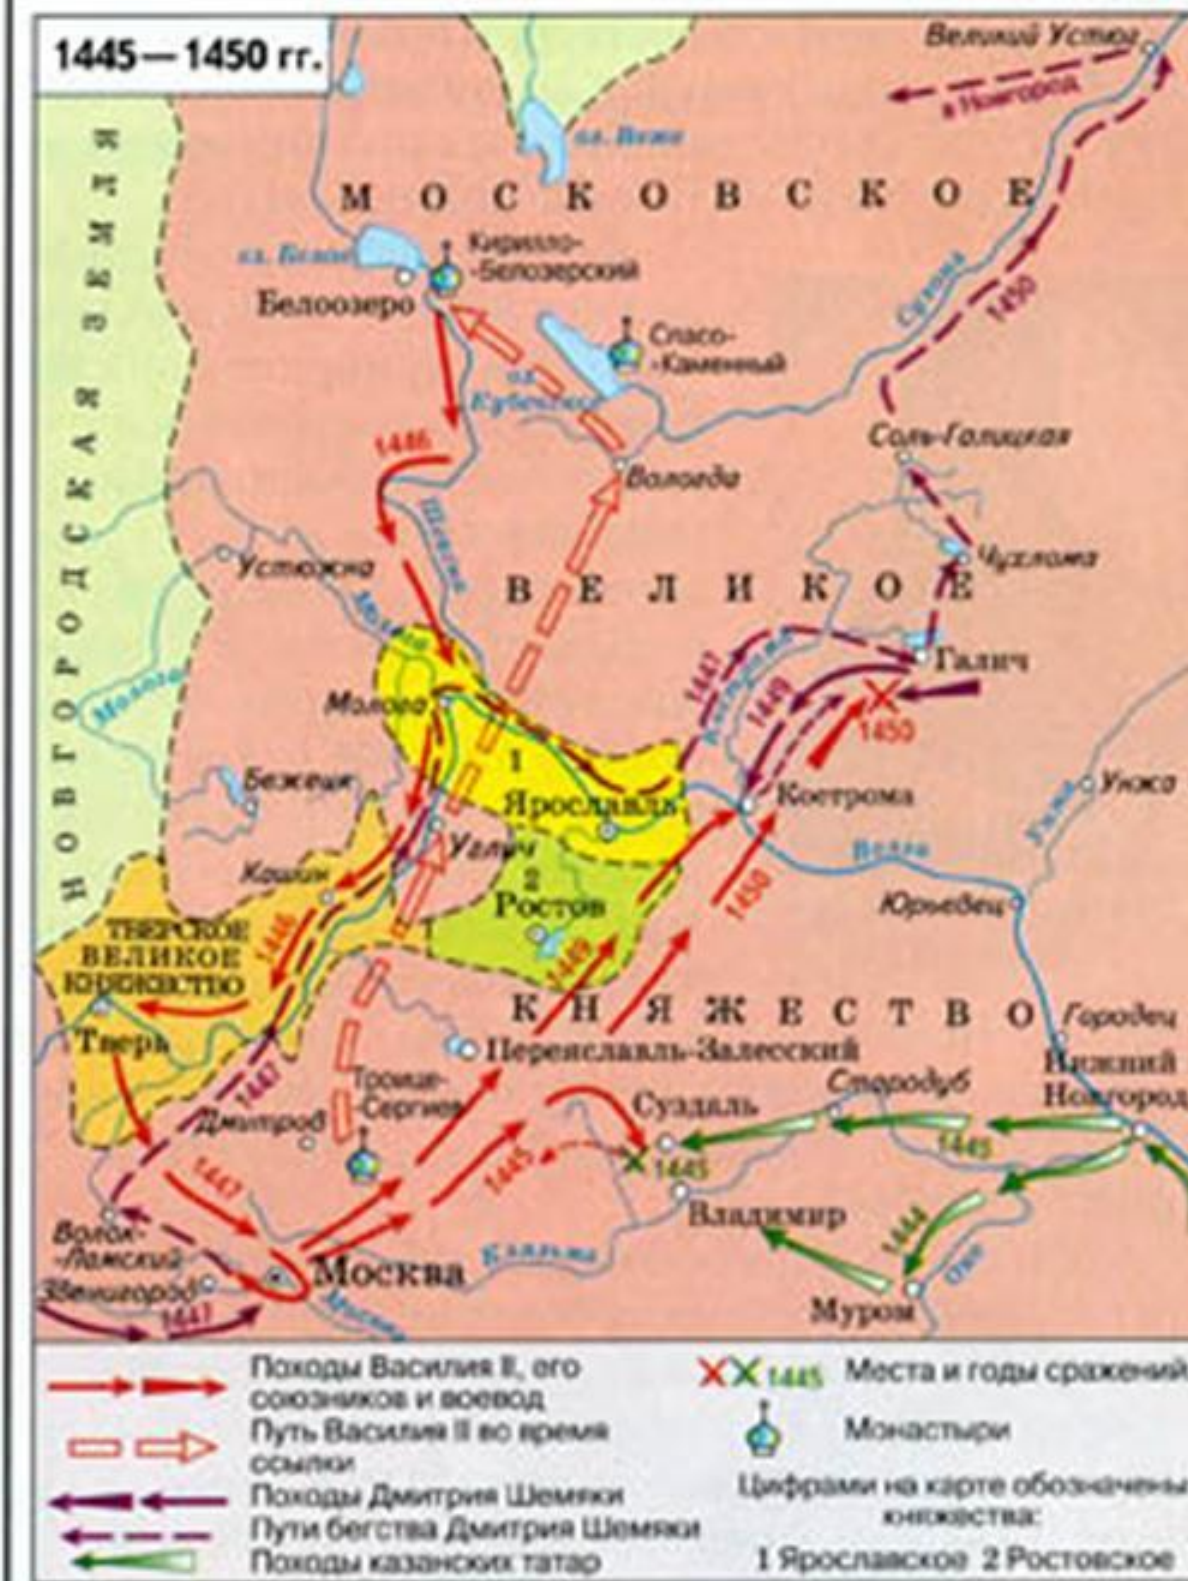 1445—1450 гг.
Великий Устюг
в Новгород
оз. Воже
МОСКОВСКОЕ
НОВГОРОДСКАЯ ЗЕМЛЯ
оз. Белое
Кирилло-
-Белозерский
Белоозеро
Сухона
1450
Спасо-
-Каменный
оз.
Кубенское
1446
Соль-Галицкая
Вологда
Шексна
Чухлома
Устюжна
ВЕЛИКОЕ
Молога
Галич
1447
Кострома
1449
Молога
Молога
1450
1
Бежецк
Ярославль
Кострома
Унжа
Унжа
Углич
Волга
Кашин
2
Ростов
1450
Юрьевец
ТВЕРСКОЕ
ВЕЛИКОЕ
КНЯЖЕСТВО
1446
1449
КНЯЖЕСТВО
Городец
Тверь
Переяславль-Залесский
Нижний
Новгород
1447
Троице-
-Сергиев
Стародуб
Суздаль
Дмитров
1445
1445
1445
1447
Владимир
Волок-
-Ламский
1444
Клязьма
Ока
Москва
Звенигород
Москва
Муром
1447
Походы Василия II, его
союзников и воевод
Путь Василия II во время
ссылки
Походы Дмитрия Шемяки
Пути бегства Дмитрия Шемяки
Походы казанских татар
1445 Места и годы сражений
Монастыри
Цифрами на карте обозначены
княжества:
1 Ярославское 2 Ростовское